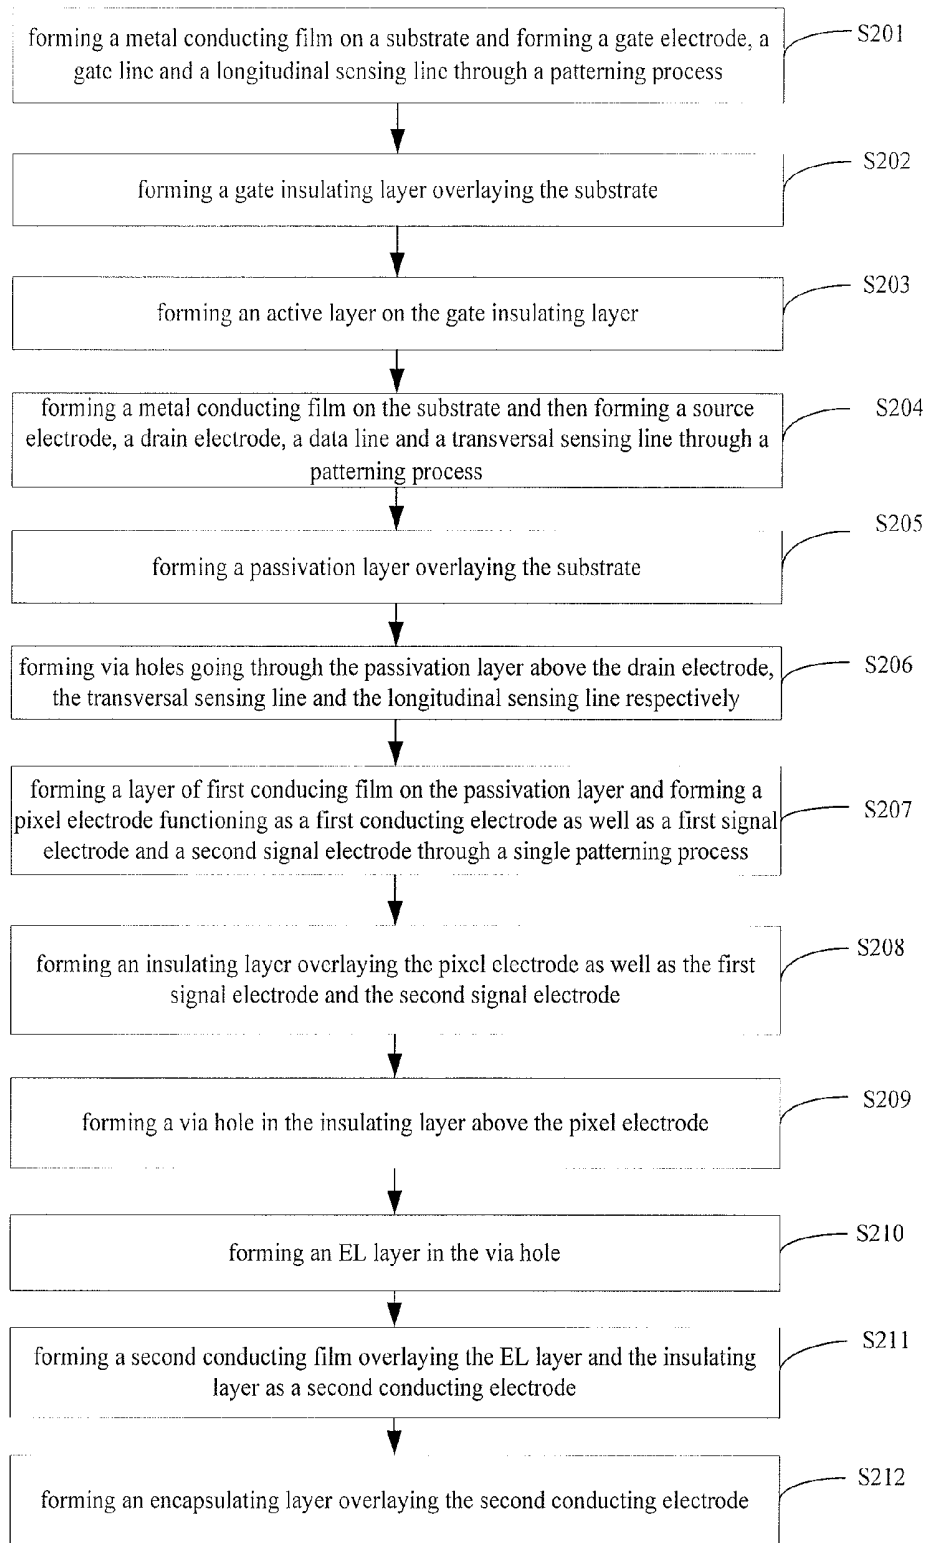 forming a metal conducting film on a substrate and forming a gate electrode, a
gate line and a longitudinal sensing line through a patterning process
S201
forming a gate insulating layer overlaying the substrate
S202
forming an active layer on the gate insulating layer
S203
forming a metal conducting film on the substrate and then forming a source
electrode, a drain electrode, a data line and a transversal sensing line through a
patterning process
S204
forming a passivation layer overlaying the substrate
S205
forming via holes going through the passivation layer above the drain electrode,
the transversal sensing line and the longitudinal sensing line respectively
S206
forming a layer of first conducing film on the passivation layer and forming a
pixel electrode functioning as a first conducting electrode as well as a first signal
electrode and a second signal electrode through a single patterning process
S207
forming an insulating layer overlaying the pixel electrode as well as the first
signal electrode and the second signal electrode
S208
forming a via hole in the insulating layer above the pixel electrode
S209
forming an EL layer in the via hole
S210
forming a second conducting film overlaying the EL layer and the insulating
layer as a second conducting electrode
S211
forming an encapsulating layer overlaying the second conducting electrode
S212